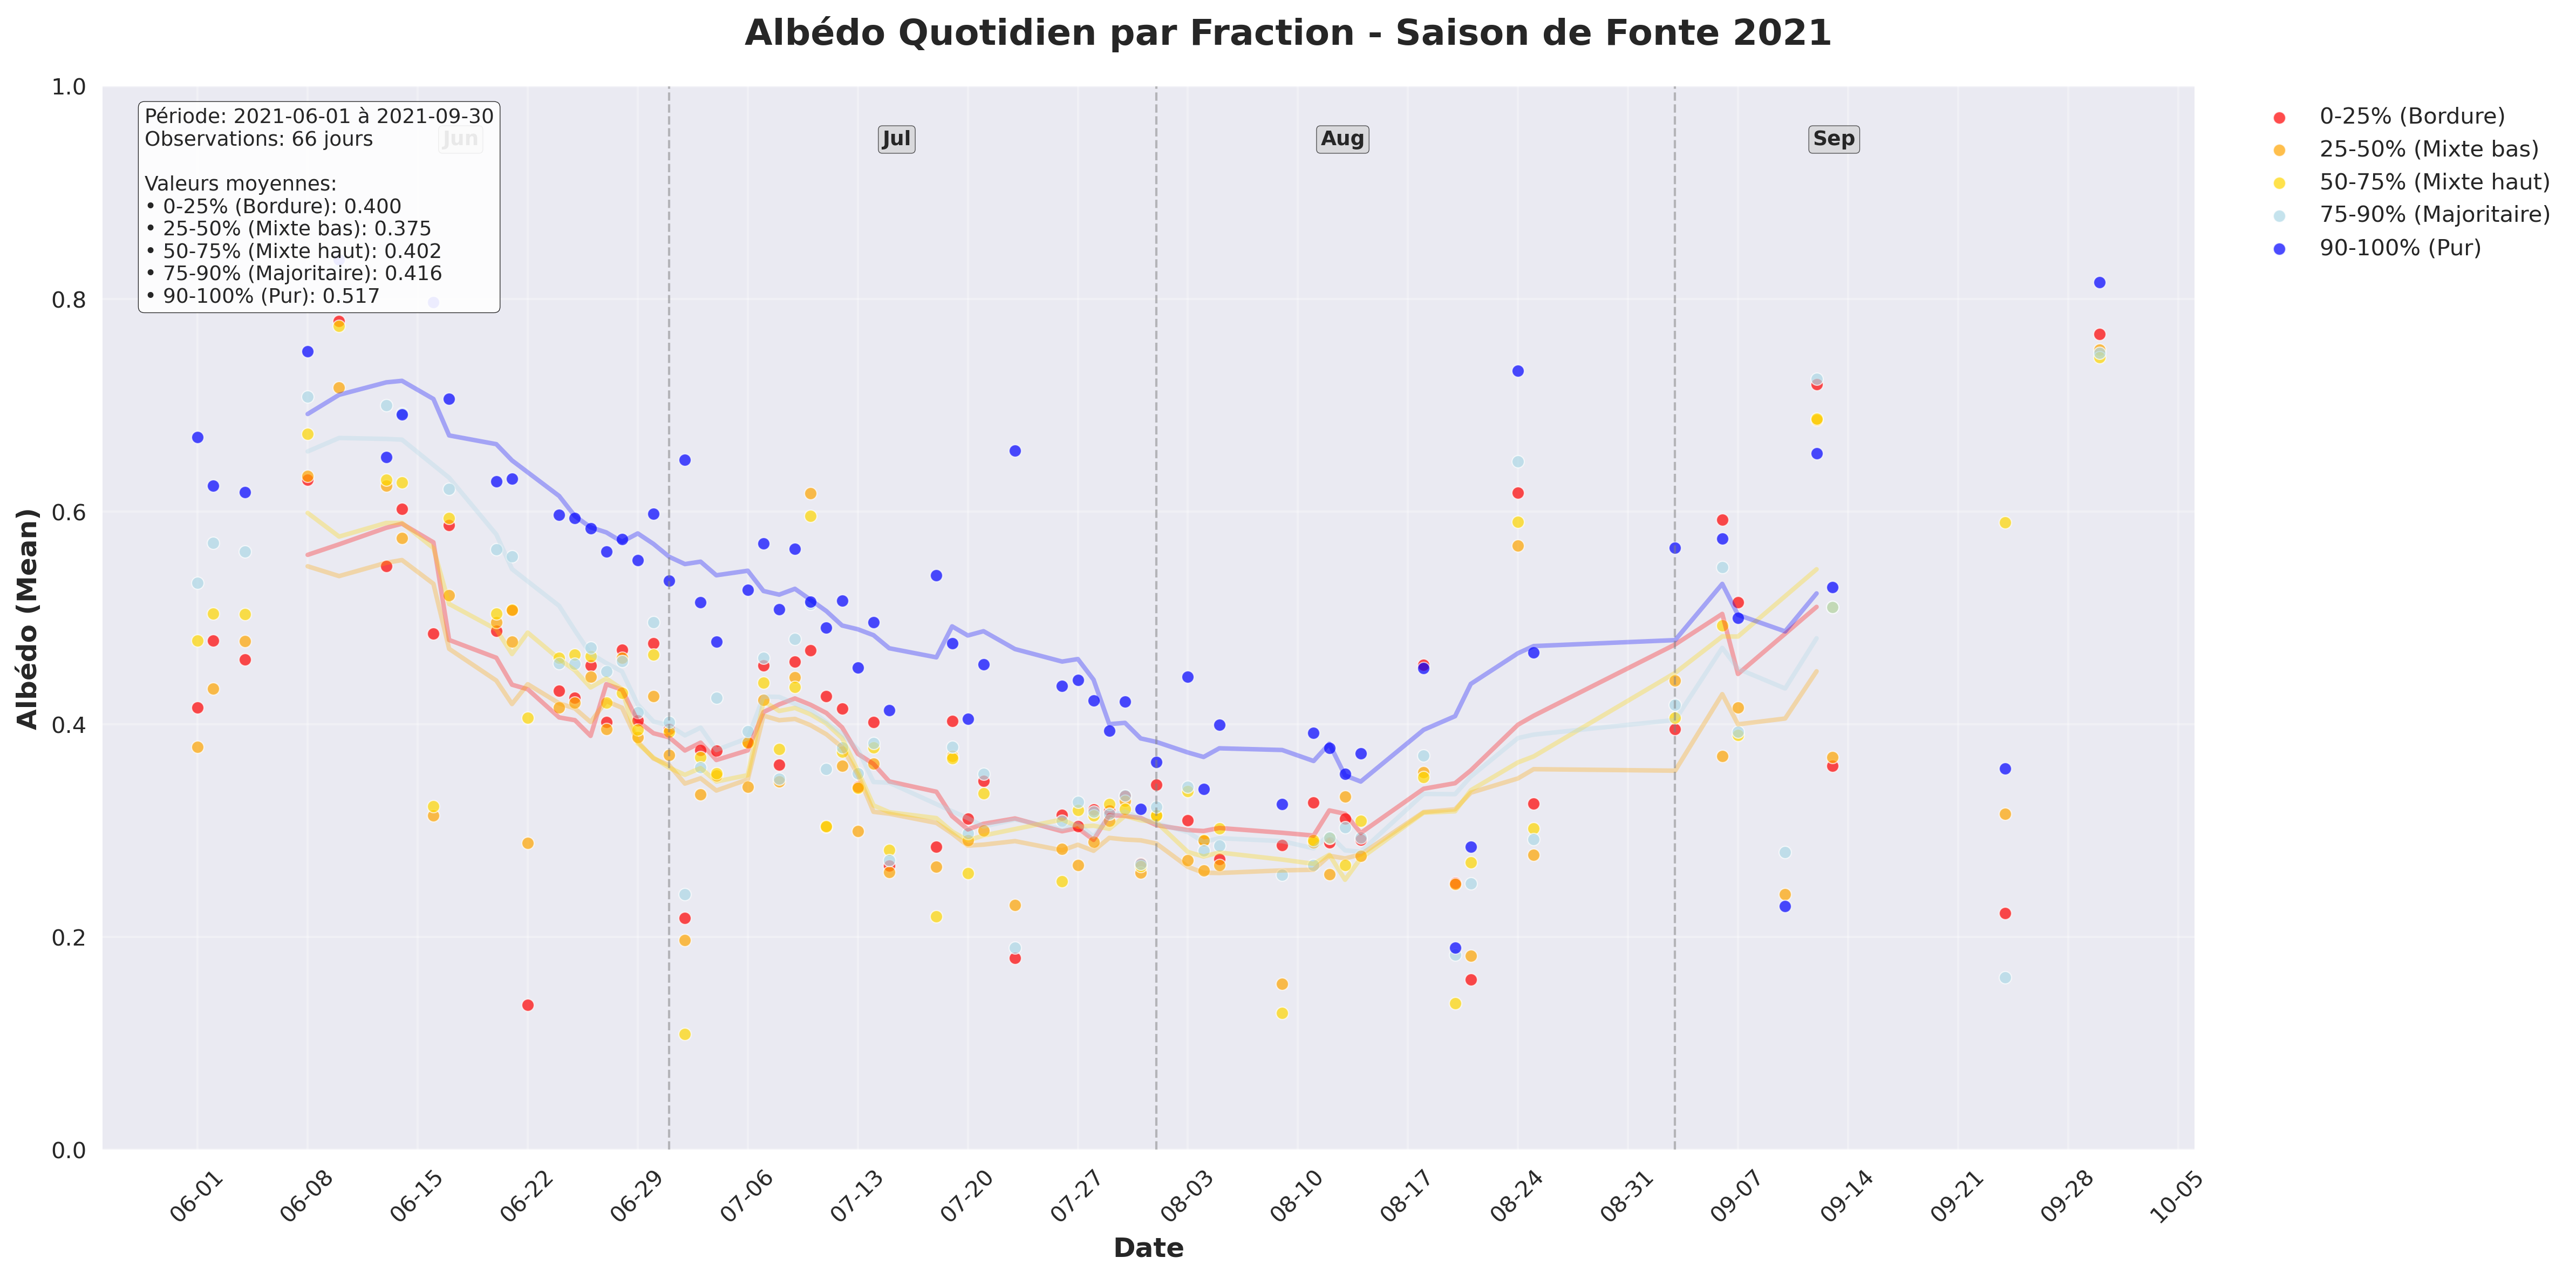 Albédo Quotidien par Fraction - Saison de Fonte 2021
Période: 2021-06-01 à 2021-09-30
Observations: 66 jours
Valeurs moyennes:
• 0-25% (Bordure): 0.400
• 25-50% (Mixte bas): 0.375
• 50-75% (Mixte haut): 0.402
• 75-90% (Majoritaire): 0.416
• 90-100% (Pur): 0.517
Jun
Jul
Aug
Sep
0-25% (Bordure)
25-50% (Mixte bas)
50-75% (Mixte haut)
75-90% (Majoritaire)
90-100% (Pur)
Albédo (Mean)
1.0
0.8
0.6
0.4
0.2
0.0
06-01
06-08
06-15
06-22
06-29
07-06
07-13
07-20
07-27
08-03
08-10
08-17
08-24
08-31
09-07
09-14
09-21
09-28
10-05
Date